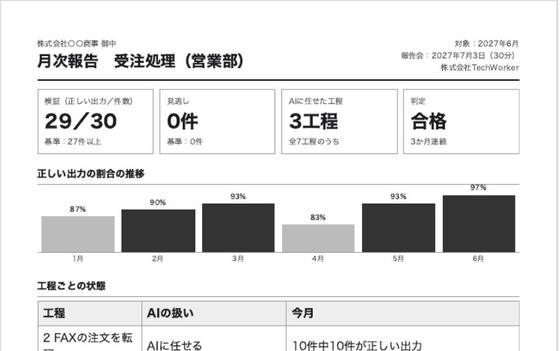 株式会社〇〇商事 御中
対象：2027年6月
月次報告　受注処理（営業部）
報告会：2027年7月3日（30分）
株式会社TechWorker
検証（正しい出力／件数）
29／30
基準：27件以上
見逃し
0件
基準：0件
AIに任せた工程
3工程
全7工程のうち
判定
合格
3か月連続
正しい出力の割合の推移
87%
90%
93%
83%
93%
97%
1月
2月
3月
4月
5月
6月
工程ごとの状態
工程
AIの扱い
今月
2 FAXの注文を転
記
AIに任せる
10件中10件が正しい出力